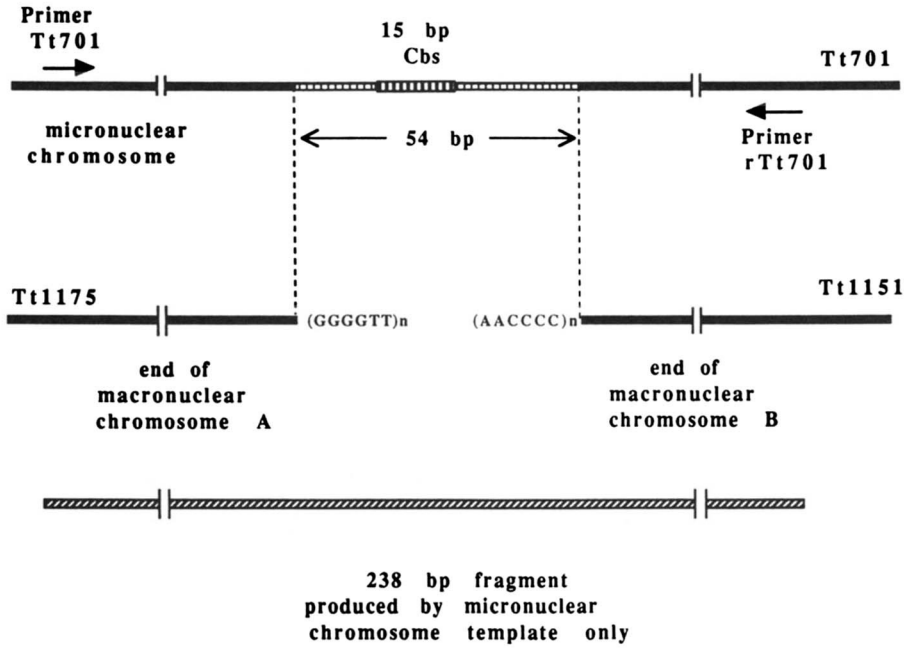 Primer
Tt701
15 bp
Cbs
Tt701
micronuclear
chromosome
54 bp
Primer
rTt701
Tt1175
(GGGGTT)n
(AACCCC)n
Tt1151
end of
macronuclear
chromosome A
end of
macronuclear
chromosome B
238 bp fragment
produced by micronuclear
chromosome template only